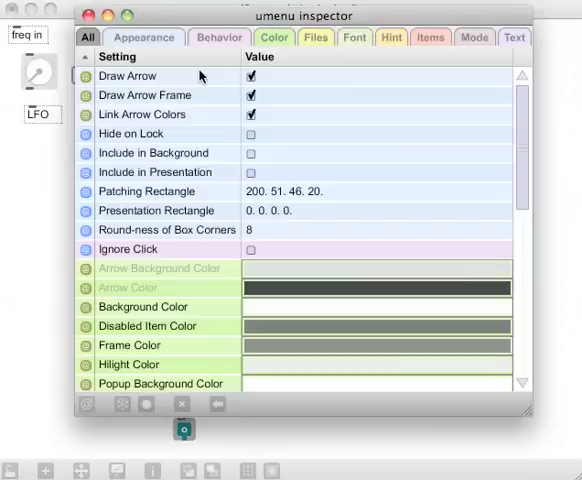 umenu inspector
freq in
All Appearance Behavior Color Files Font Hint Items Mode Text
Setting Value
Draw Arrow
Draw Arrow Frame
Link Arrow Colors
LFO
Hide on Lock
Include in Background
Include in Presentation
Patching Rectangle 200. 51. 46. 20.
Presentation Rectangle 0. 0. 0. 0.
Round-ness of Box Corners 8
Ignore Click
Arrow Background Color
Arrow Color
Background Color
Disabled Item Color
Frame Color
Hilight Color
Popup Background Color